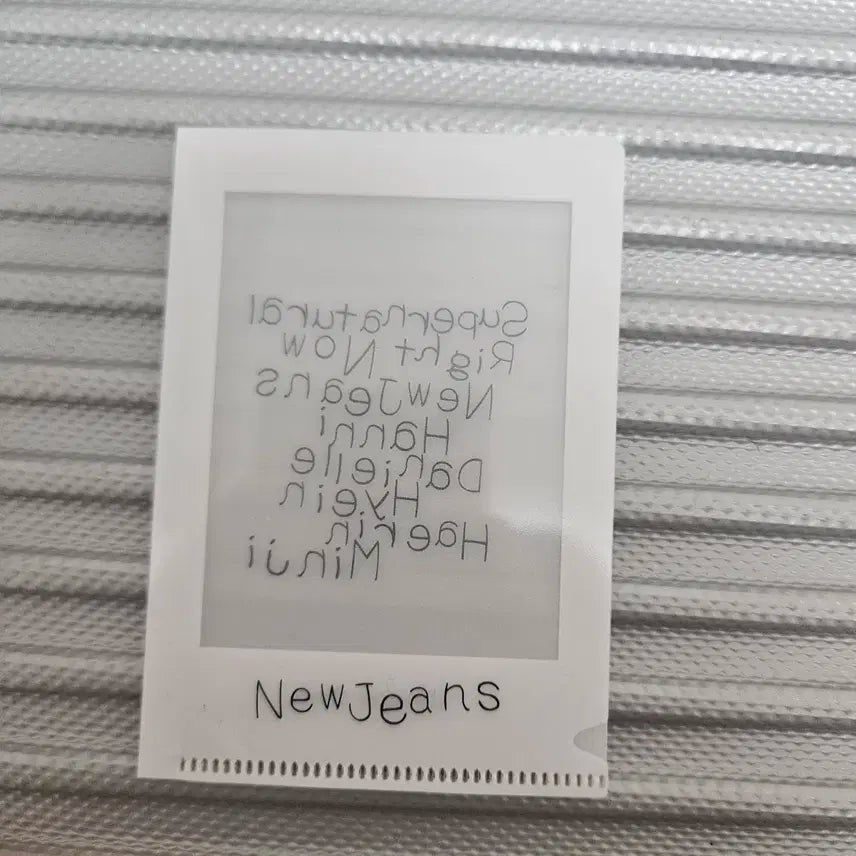 Supernatural
Right Now
NewJeans
Hanni
Danielle
Hyein
Haerin
Minji
NewJeans